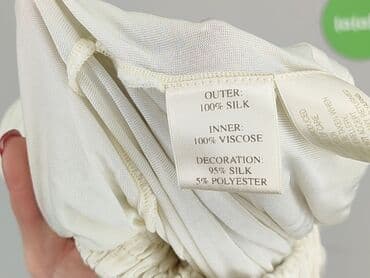 OUTER:
100% SILK
INNER:
100% VISCOSE
DECORATION:
95% SILK
5% POLYESTER